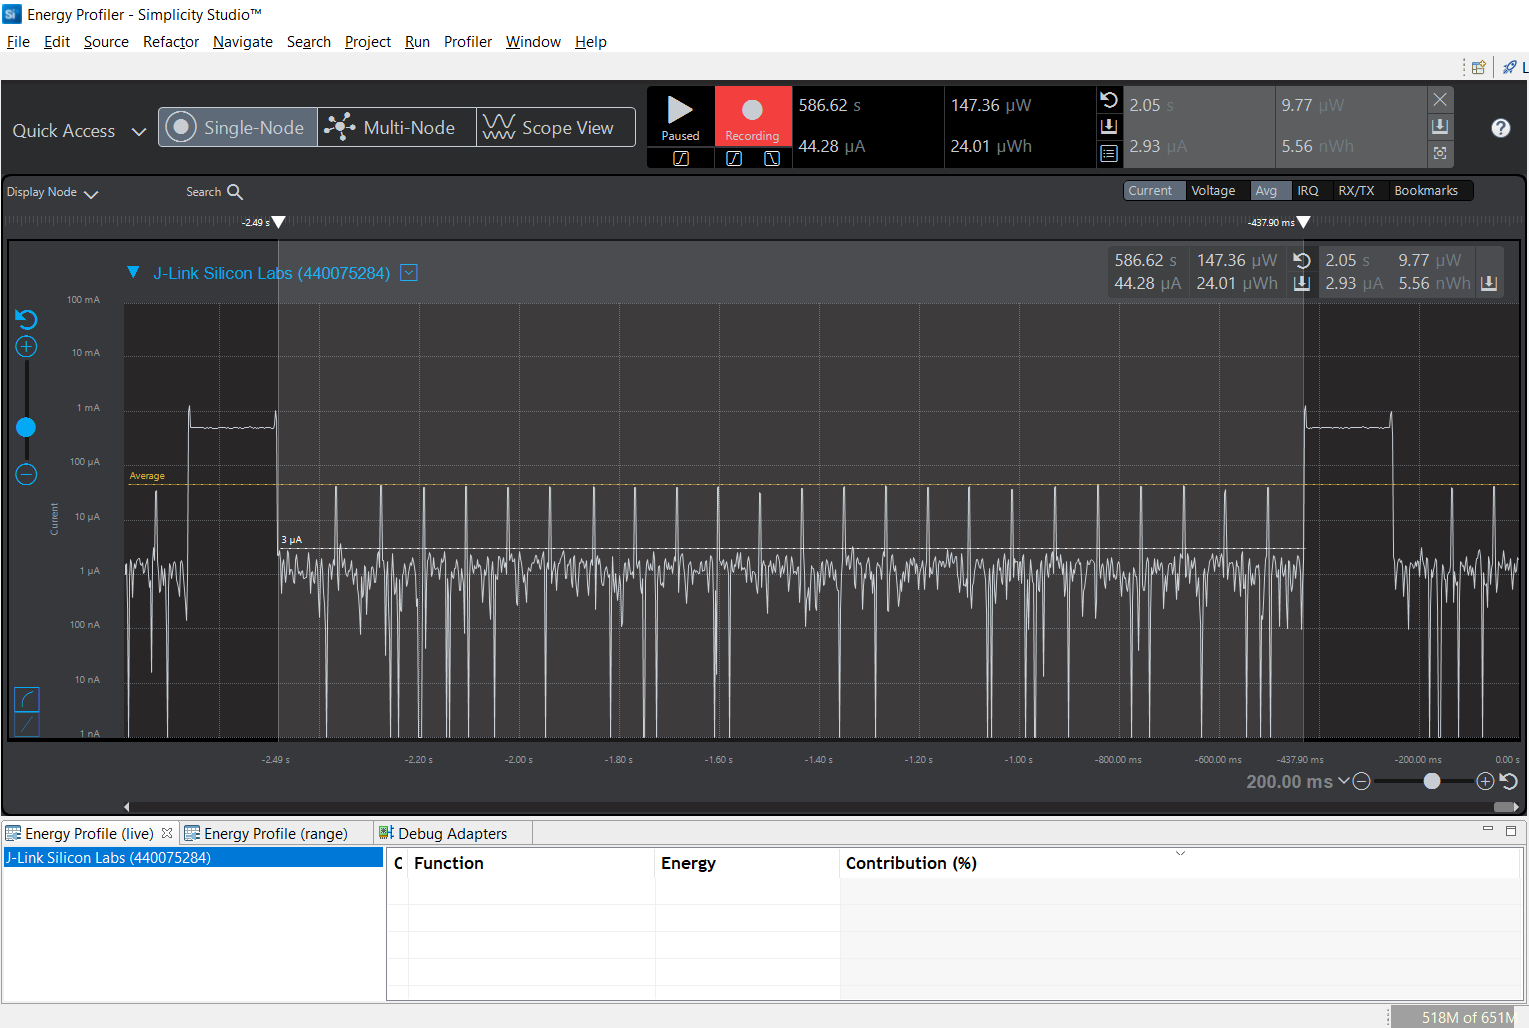 Energy Profiler - Simplicity Studio™
File Edit Source Refactor Navigate Search Project Run Profiler Window Help
Quick Access
Single-Node
Multi-Node
Scope View
Paused
Recording
586.62 s
147.36 µW
44.28 µA
24.01 µWh
2.05 s
9.77 µW
2.93 µA
5.56 nWh
Display Node
Search
Current Voltage Avg IRQ RX/TX Bookmarks
-2.49 s
-437.90 ms
J-Link Silicon Labs (440075284)
586.62 s 147.36 µW 2.05 s 9.77 µW
44.28 µA 24.01 µWh 2.93 µA 5.56 nWh
100 mA
10 mA
1 mA
100 µA
Average
10 µA
Current
3 µA
1 µA
100 nA
10 nA
1 nA
-2.49 s -2.20 s -2.00 s -1.80 s -1.60 s -1.40 s -1.20 s -1.00 s -800.00 ms -600.00 ms -437.90 ms -200.00 ms 0.00 s
200.00 ms
Energy Profile (live) Energy Profile (range) Debug Adapters
J-Link Silicon Labs (440075284)
C Function Energy Contribution (%)
518M of 651M